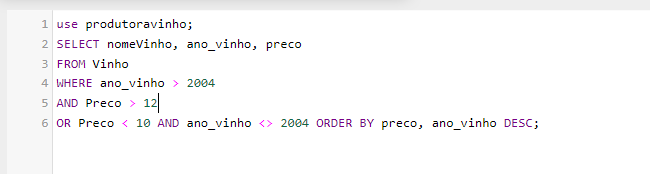 1 use produtoravinho;
2 SELECT nomeVinho, ano_vinho, preco
3 FROM Vinho
4 WHERE ano_vinho > 2004
5 AND Preco > 12
6 OR Preco < 10 AND ano_vinho <> 2004 ORDER BY preco, ano_vinho DESC;